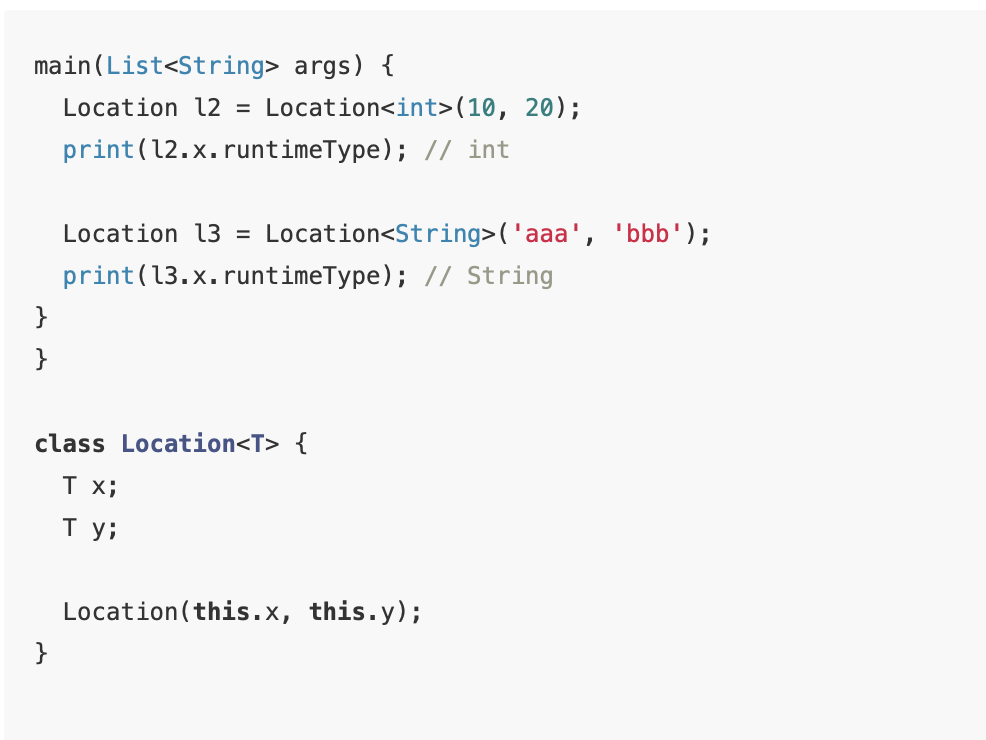 main(List<String> args) {
  Location l2 = Location<int>(10, 20);
  print(l2.x.runtimeType); // int

  Location l3 = Location<String>('aaa', 'bbb');
  print(l3.x.runtimeType); // String
}
}

class Location<T> {
  T x;
  T y;

  Location(this.x, this.y);
}